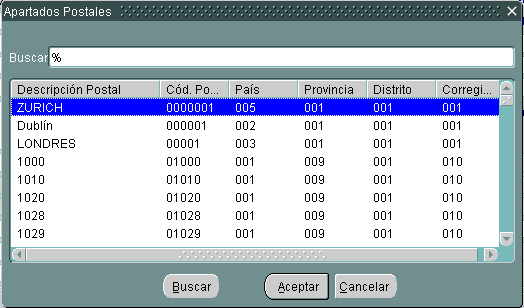 Apartados Postales
Buscar %
Descripción Postal Cód. Po... País Provincia Distrito Corregi...
ZURICH 0000001 005 001 001 001
Dublín 000001 002 001 001 001
LONDRES 00001 003 001 001 001
1000 01000 001 009 001 010
1010 01010 001 009 001 010
1020 01020 001 009 001 010
1028 01028 001 009 001 010
1029 01029 001 009 001 010
Buscar Aceptar Cancelar